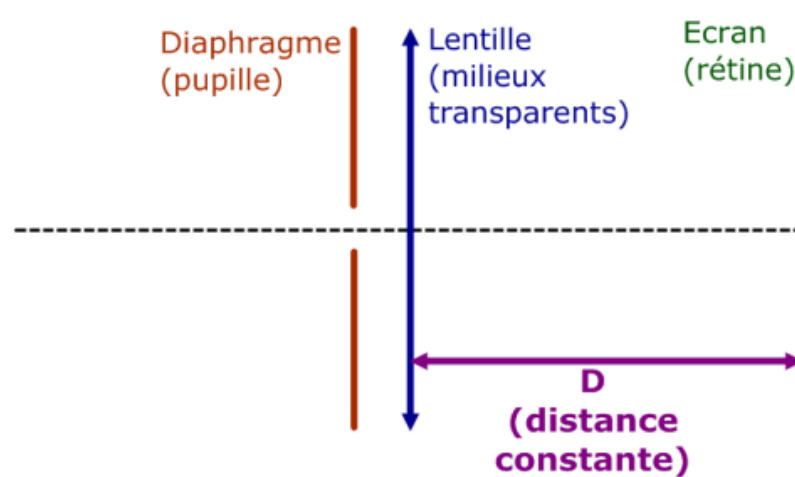 Diaphragme
(pupille)
Lentille
(milieux
transparents)
Ecran
(rétine)
D
(distance
constante)